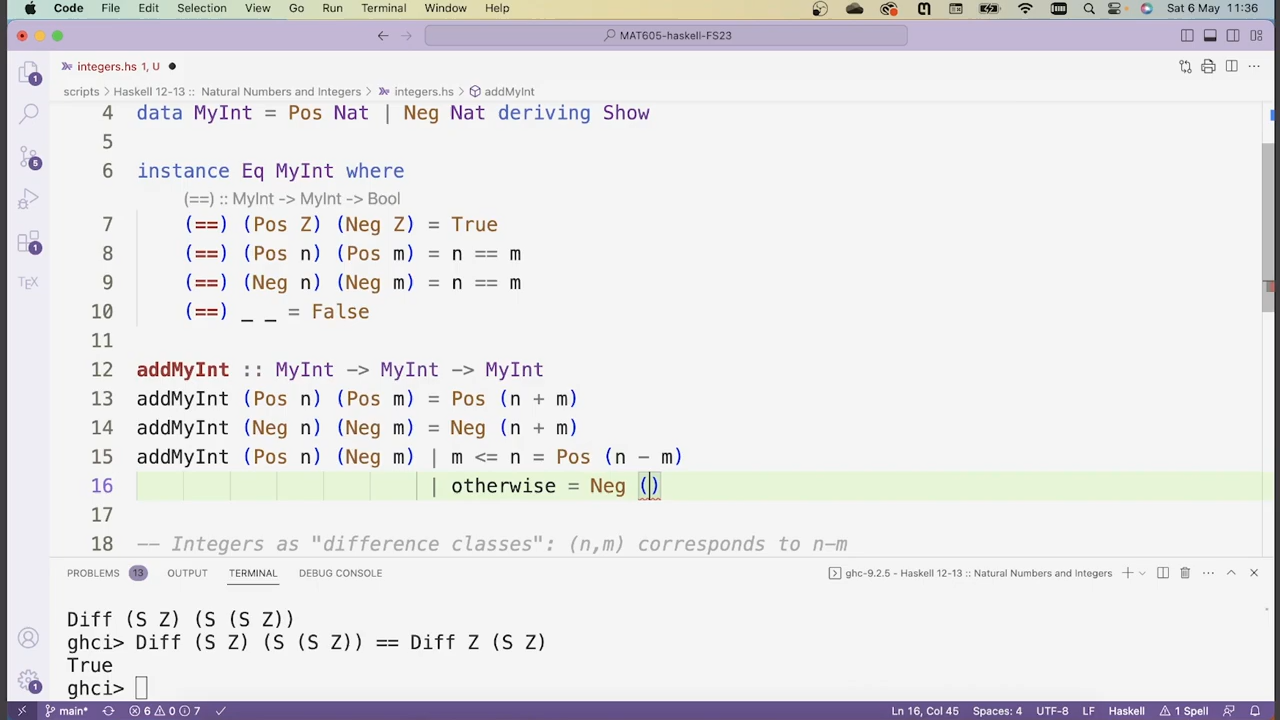 Code File Edit Selection View Go Run Terminal Window Help Sat 6 May 11:36
MAT605-haskell-FS23
integers.hs 1, U
scripts > Haskell 12-13 :: Natural Numbers and Integers > integers.hs > addMyInt
4 data MyInt = Pos Nat | Neg Nat deriving Show
5
6 instance Eq MyInt where
(==) :: MyInt -> MyInt -> Bool
7 (==) (Pos Z) (Neg Z) = True
8 (==) (Pos n) (Pos m) = n == m
9 (==) (Neg n) (Neg m) = n == m
10 (==) _ _ = False
11
12 addMyInt :: MyInt -> MyInt -> MyInt
13 addMyInt (Pos n) (Pos m) = Pos (n + m)
14 addMyInt (Neg n) (Neg m) = Neg (n + m)
15 addMyInt (Pos n) (Neg m) | m <= n = Pos (n - m)
16 | otherwise = Neg ()
17
18 -- Integers as "difference classes": (n,m) corresponds to n-m
PROBLEMS 13 OUTPUT TERMINAL DEBUG CONSOLE ghc-9.2.5 - Haskell 12-13 :: Natural Numbers and Integers
Diff (S Z) (S (S Z))
ghci> Diff (S Z) (S (S Z)) == Diff Z (S Z)
True
ghci>
main* 6 0 7 Ln 16, Col 45 Spaces: 4 UTF-8 LF Haskell 1 Spell
1
5
1
TEX
1